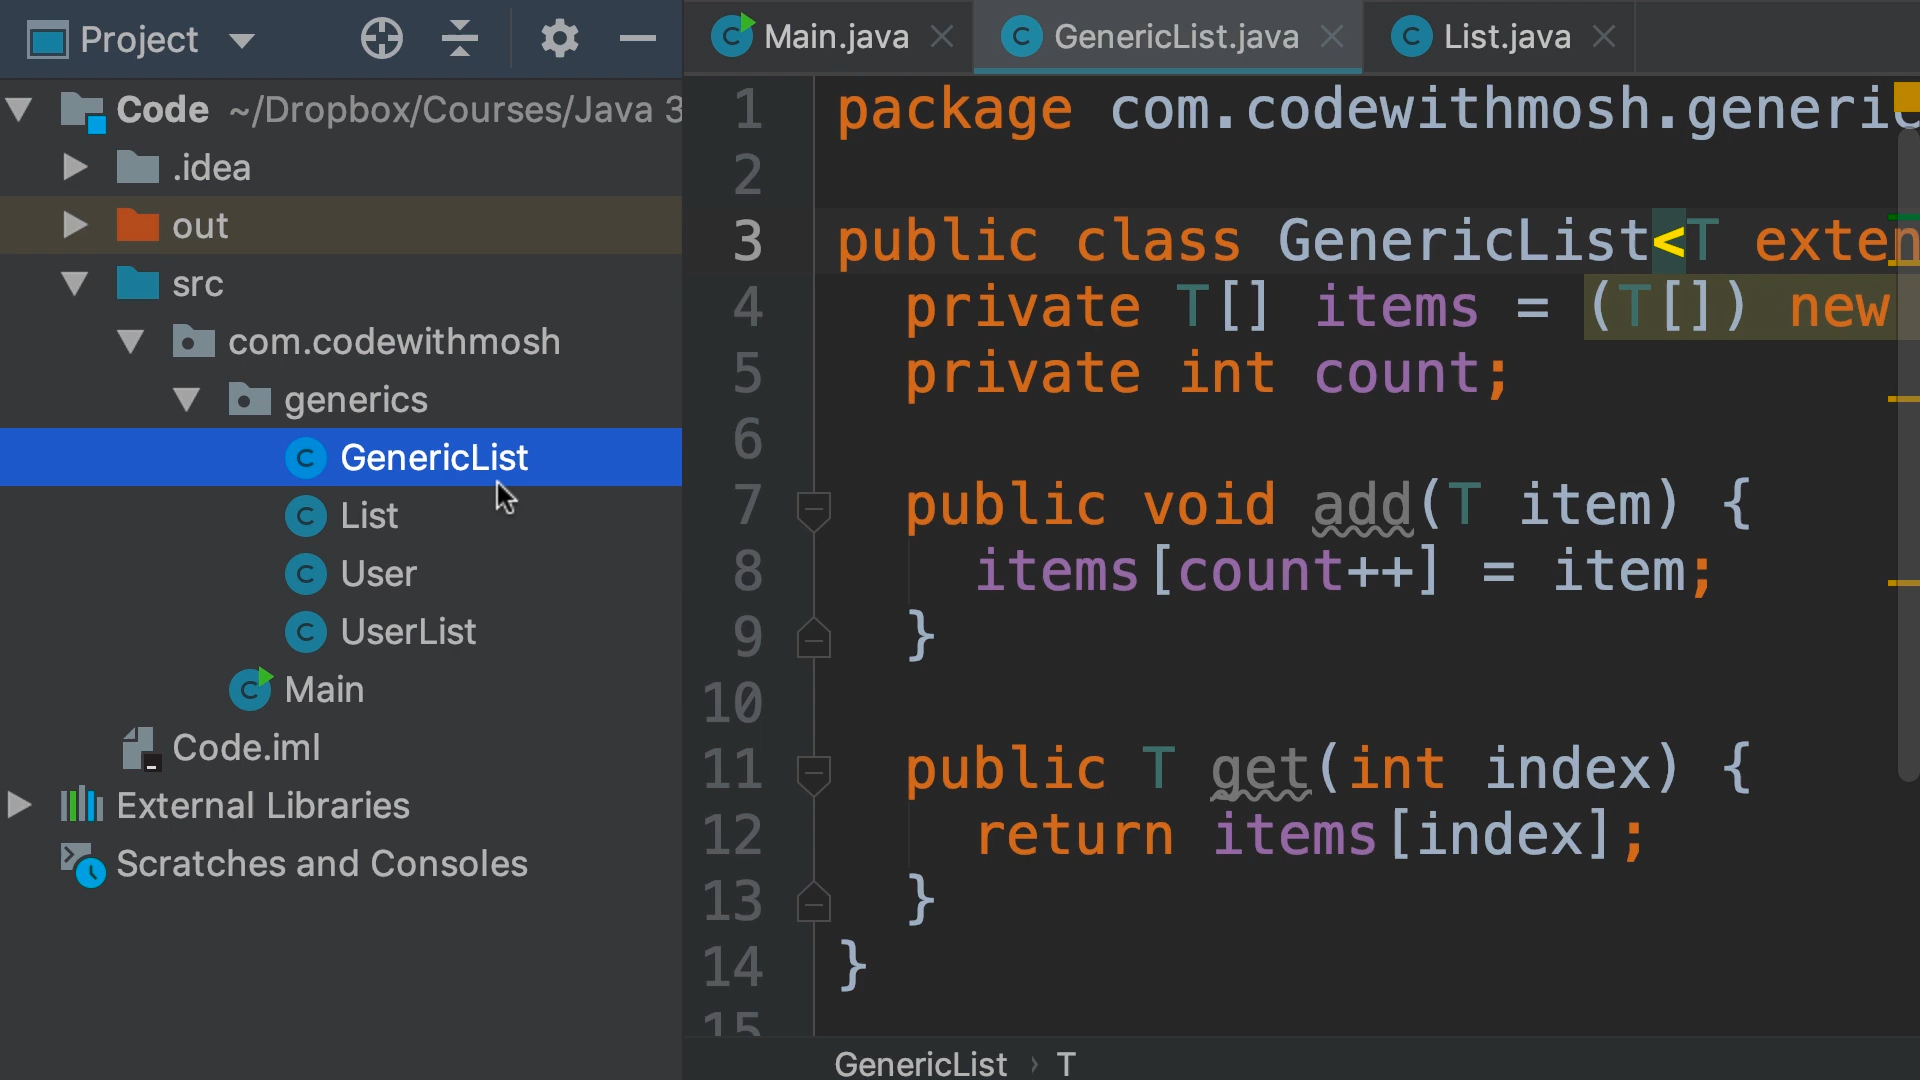 Project
Code ~/Dropbox/Courses/Java 3
.idea
out
src
com.codewithmosh
generics
GenericList
List
User
UserList
Main
Code.iml
External Libraries
Scratches and Consoles
Main.java
GenericList.java
List.java
1 package com.codewithmosh.generic
2
3 public class GenericList<T exten
4 private T[] items = (T[]) new
5 private int count;
6
7 public void add(T item) {
8 items[count++] = item;
9 }
10
11 public T get(int index) {
12 return items[index];
13 }
14 }
15
GenericList › T